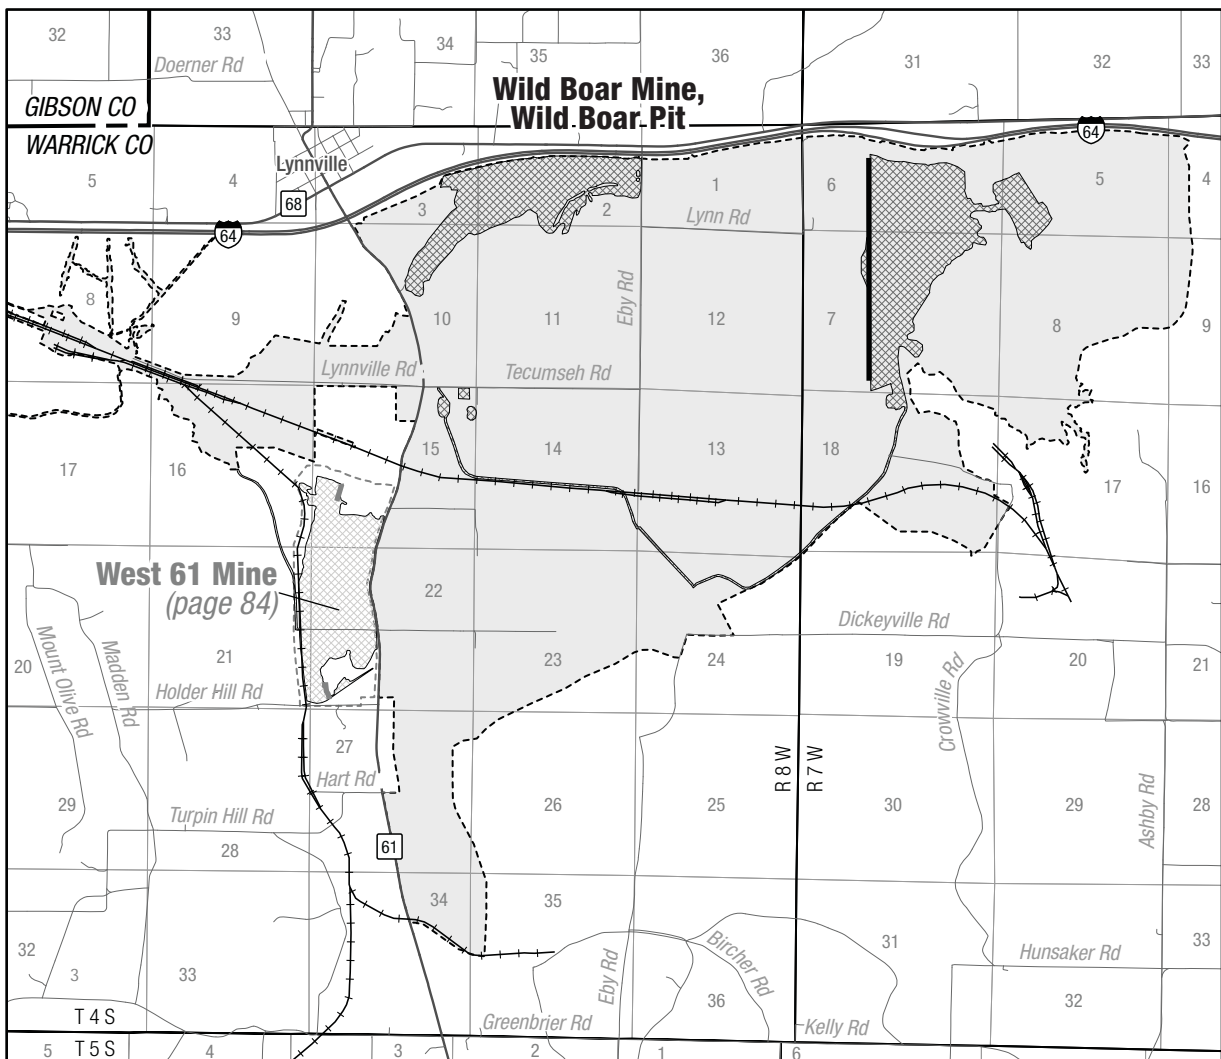 32
33
34
35
36
31
32
33
Doerner Rd
Wild Boar Mine,
Wild Boar Pit
GIBSON CO
WARRICK CO
64
Lynnville
5
4
68
3
2
1
6
5
4
Lynn Rd
64
8
9
10
11
Eby Rd
12
7
8
9
Lynnville Rd
Tecumseh Rd
17
16
15
14
13
18
17
16
West 61 Mine
(page 84)
22
Dickeyville Rd
20
Mount Olive Rd
Madden Rd
21
23
24
19
Crowville Rd
20
21
Holder Hill Rd
27
R 8 W
R 7 W
Hart Rd
29
Turpin Hill Rd
26
25
30
29
Ashby Rd
28
28
61
34
35
32
3
33
Eby Rd
Bircher Rd
31
Hunsaker Rd
33
36
32
T 4 S
Greenbrier Rd
Kelly Rd
5
T 5 S
4
3
2
1
6